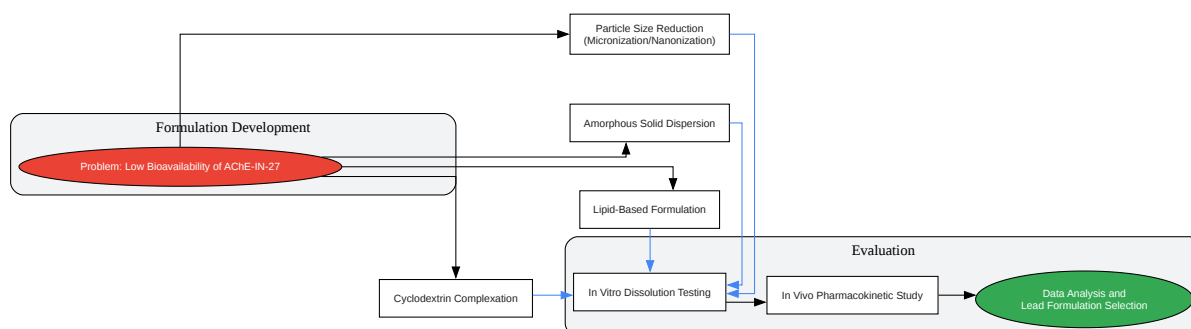 Particle Size Reduction
(Micronization/Nanonization)
Amorphous Solid Dispersion
Formulation Development
Problem: Low Bioavailability of AChE-IN-27
Lipid-Based Formulation
Evaluation
Cyclodextrin Complexation
In Vitro Dissolution Testing
In Vivo Pharmacokinetic Study
Data Analysis and
Lead Formulation Selection